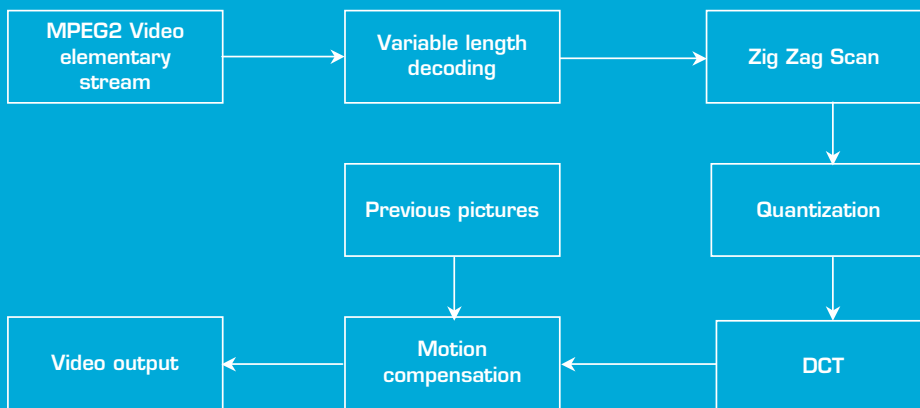 MPEG2 Video
elementary
stream
Variable length
decoding
Zig Zag Scan
Previous pictures
Quantization
Video output
Motion
compensation
DCT